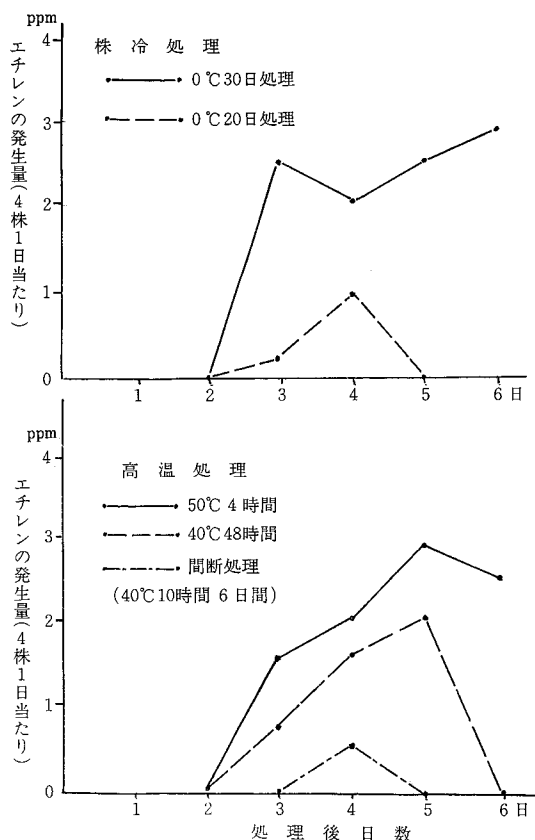 ppm
4
3
2
1
0
エチレンの発生量(4株1日当たり)
株冷処理
0℃30日処理
0℃20日処理
1 2 3 4 5 6日
ppm
4
3
2
1
0
エチレンの発生量(4株1日当たり)
高温処理
50℃4時間
40℃48時間
間断処理
(40℃10時間6日間)
1 2 3 4 5 6日
処理後日数